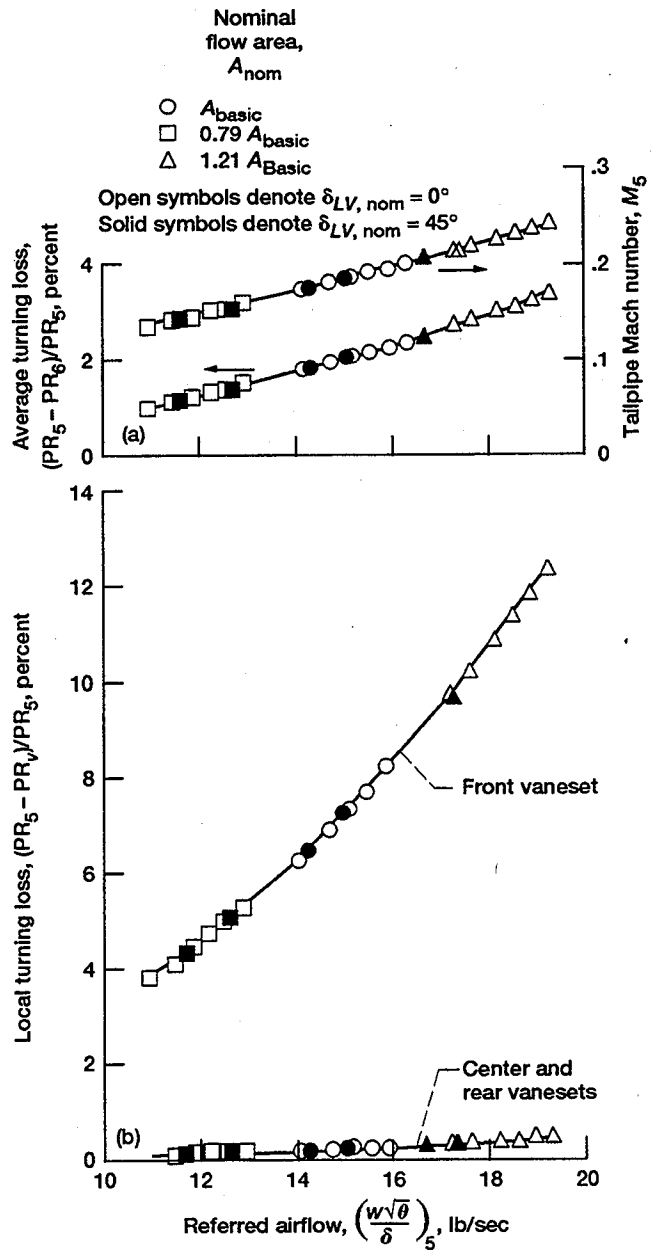 Nominal
flow area,
A_nom
○ A_basic
□ 0.79 A_basic
△ 1.21 A_Basic
Open symbols denote δ_LV, nom = 0°
Solid symbols denote δ_LV, nom = 45°
Average turning loss,
(PR_5 – PR_6)/PR_5, percent
4
2
0
(a)
.3
.2
0.1
0
Tailpipe Mach number, M_5
Local turning loss, (PR_5 – PR_v)/PR_5, percent
14
12
10
8
6
4
2
0
Front vaneset
Center and
rear vanesets
(b)
10 12 14 16 18 20
Referred airflow, (w√θ/δ)_5, lb/sec